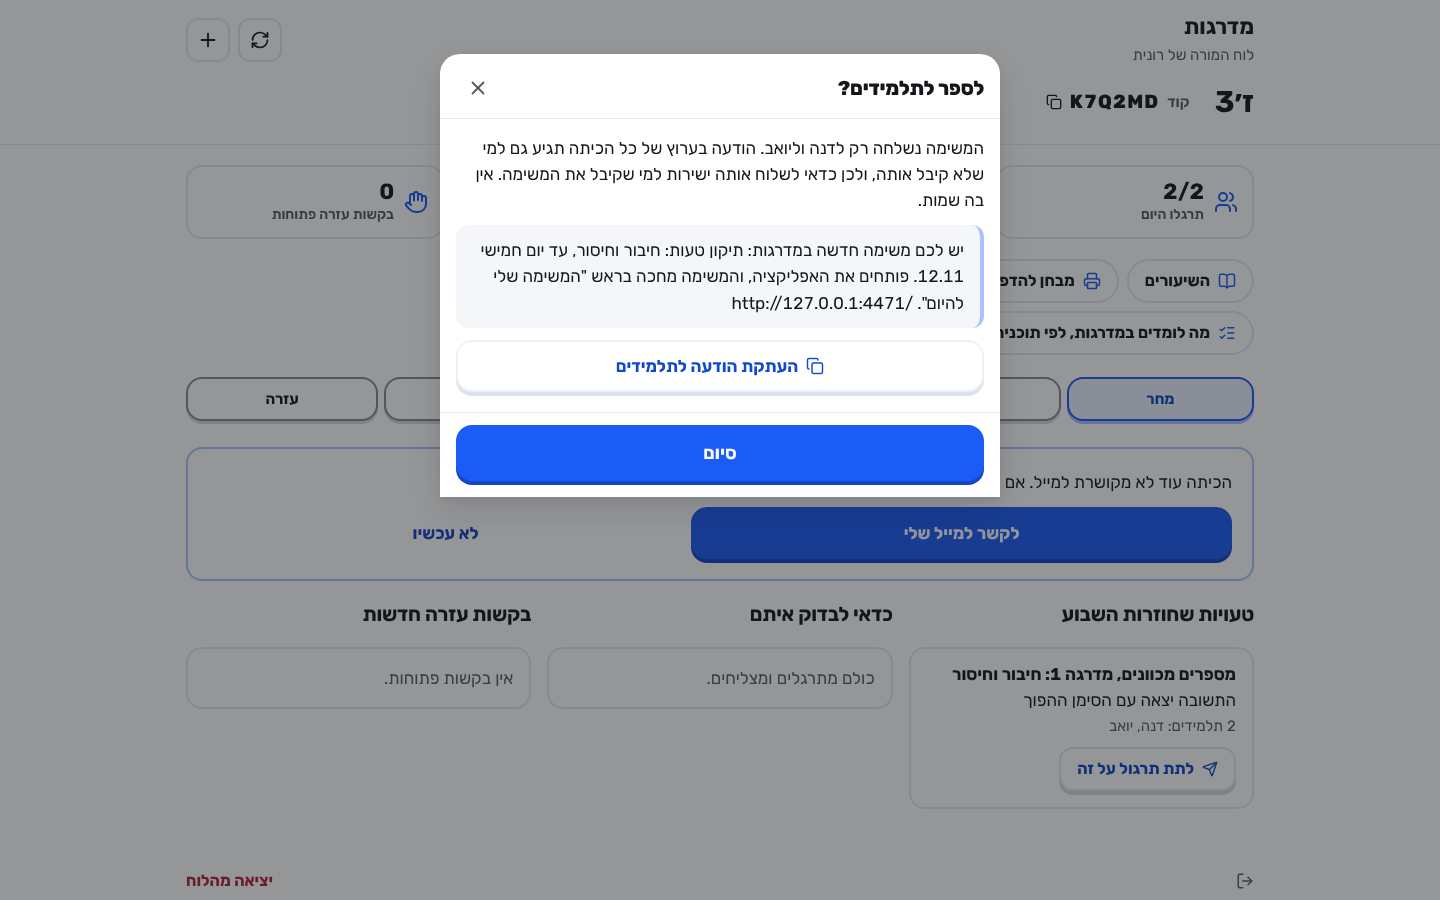 מדרגות
לוח המורה של רונית
ז'3
קוד
K7Q2MD
לספר לתלמידים?
המשימה נשלחה רק לדנה וליואב. הודעה בערוץ של כל הכיתה תגיע גם למי
שלא קיבל אותה, ולכן כדאי לשלוח אותה ישירות למי שקיבל את המשימה. אין
בה שמות.
יש לכם משימה חדשה במדרגות: תיקון טעות: חיבור וחיסור, עד יום חמישי
12.11. פותחים את האפליקציה, והמשימה מחכה בראש "המשימה שלי
להיום". http://127.0.0.1:4471/
העתקת הודעה לתלמידים
סיום
2/2
תרגלו היום
0
בקשות עזרה פתוחות
השיעורים
מבחן להדפ
מה לומדים במדרגות, לפי תוכנית
מחר
עזרה
הכיתה עוד לא מקושרת למייל. אם
לקשר למייל שלי
לא עכשיו
טעויות שחוזרות השבוע
מספרים מכוונים, מדרגה 1: חיבור וחיסור
התשובה יצאה עם הסימן ההפוך
2 תלמידים: דנה, יואב
לתת תרגול על זה
כדאי לבדוק איתם
כולם מתרגלים ומצליחים.
בקשות עזרה חדשות
אין בקשות פתוחות.
יציאה מהלוח